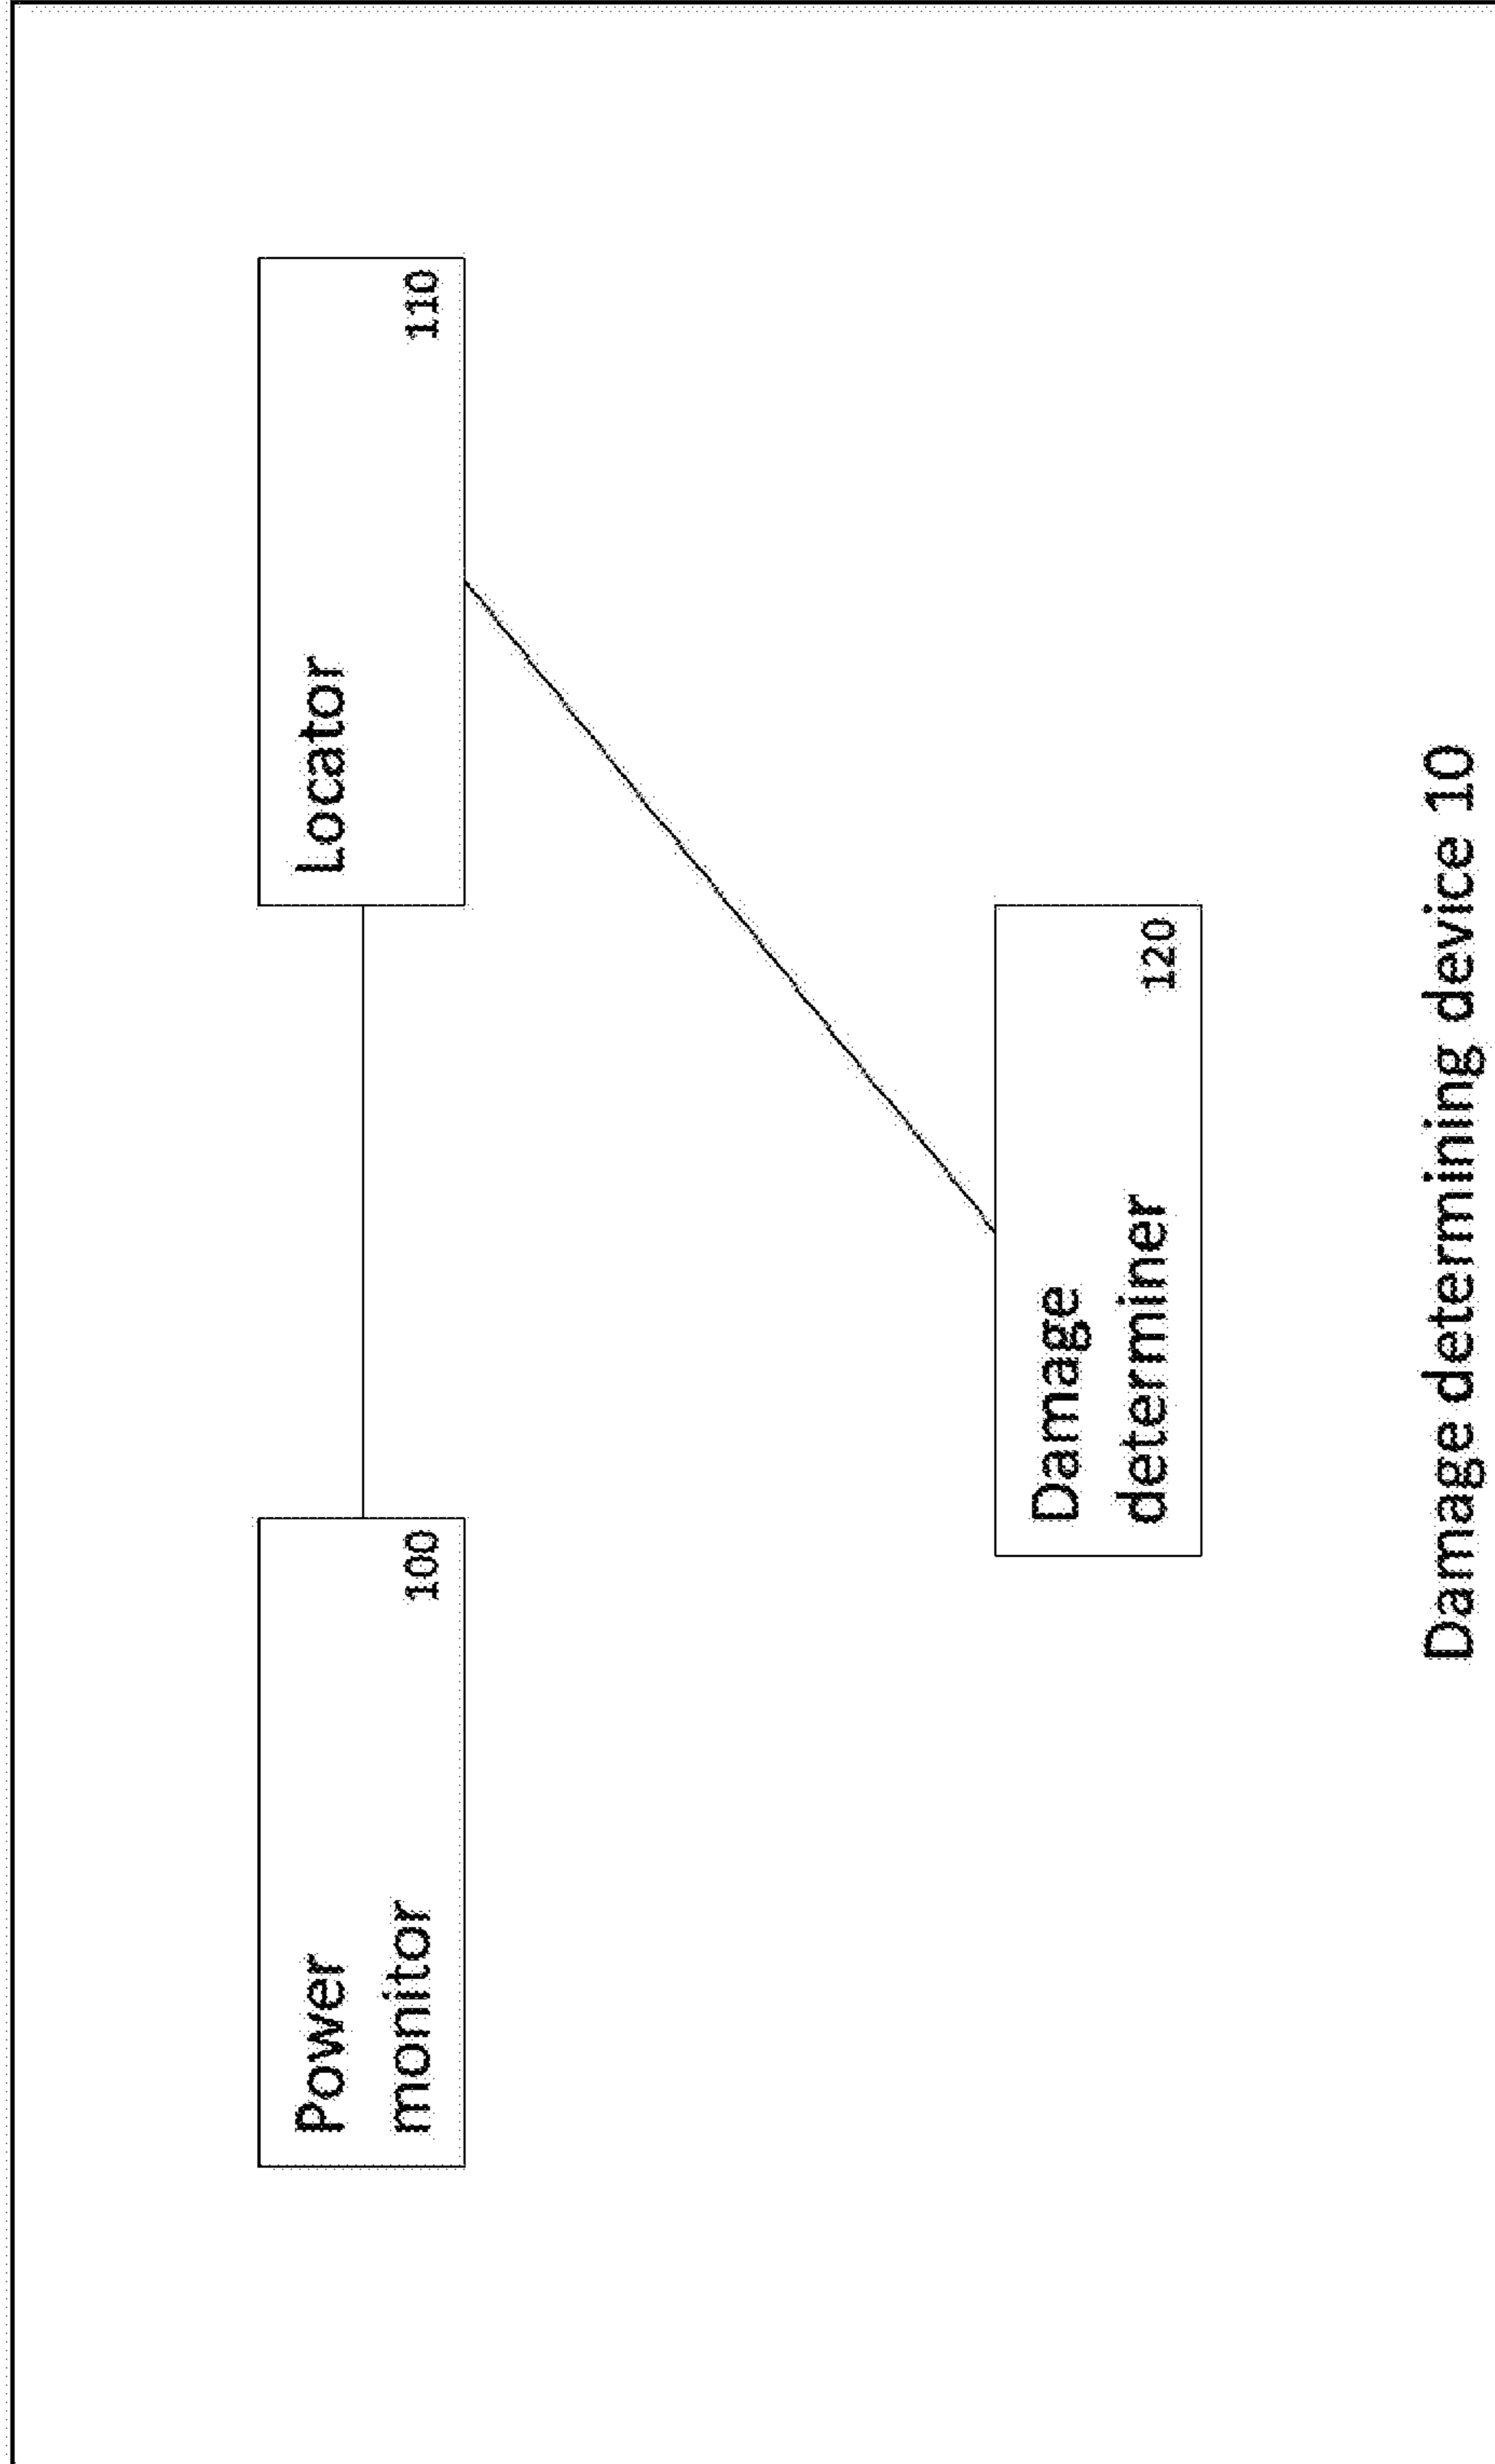 Power
monitor
100
Locator
110
Damage
determiner
120
Damage determining device 10